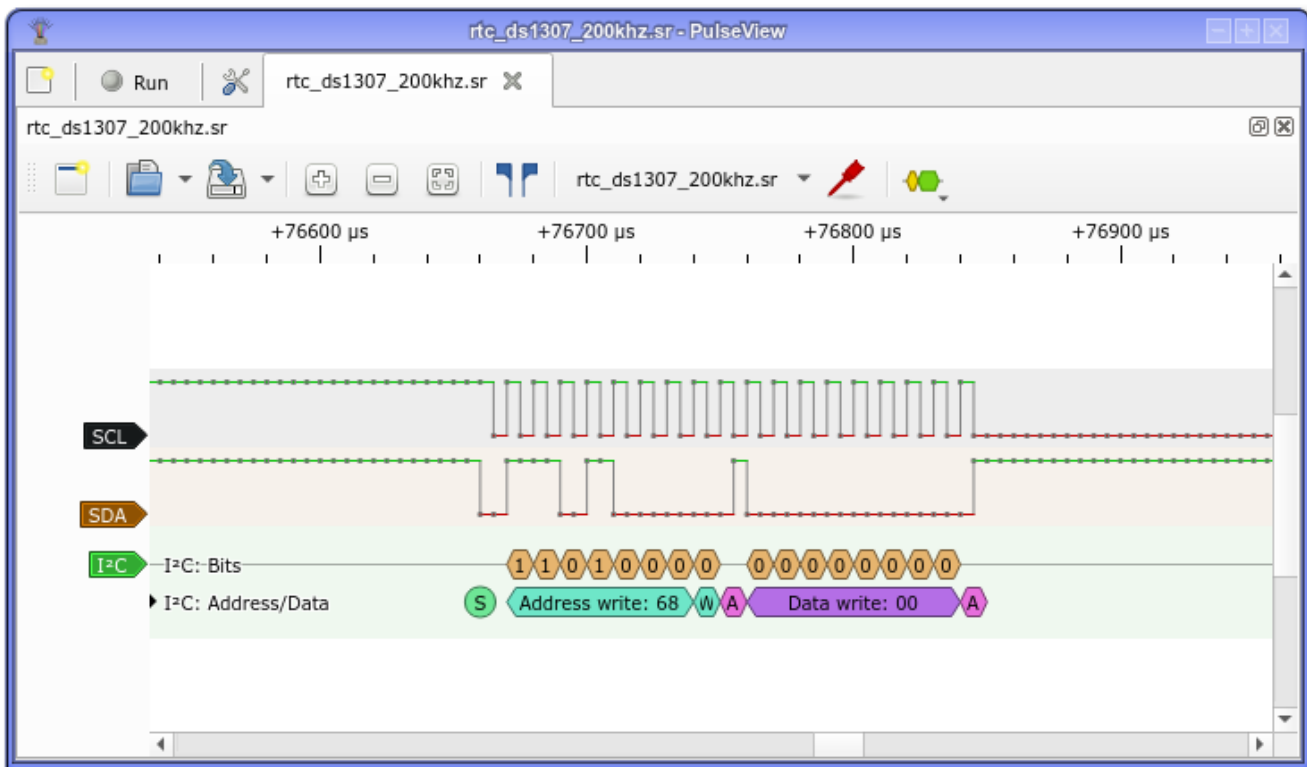 rtc_ds1307_200khz.sr - PulseView
Run rtc_ds1307_200khz.sr
rtc_ds1307_200khz.sr
rtc_ds1307_200khz.sr
+76600 µs +76700 µs +76800 µs +76900 µs
SCL
SDA
I²C I²C: Bits 1 1 0 1 0 0 0 0 0 0 0 0 0 0 0 0
I²C: Address/Data S Address write: 68 W A Data write: 00 A